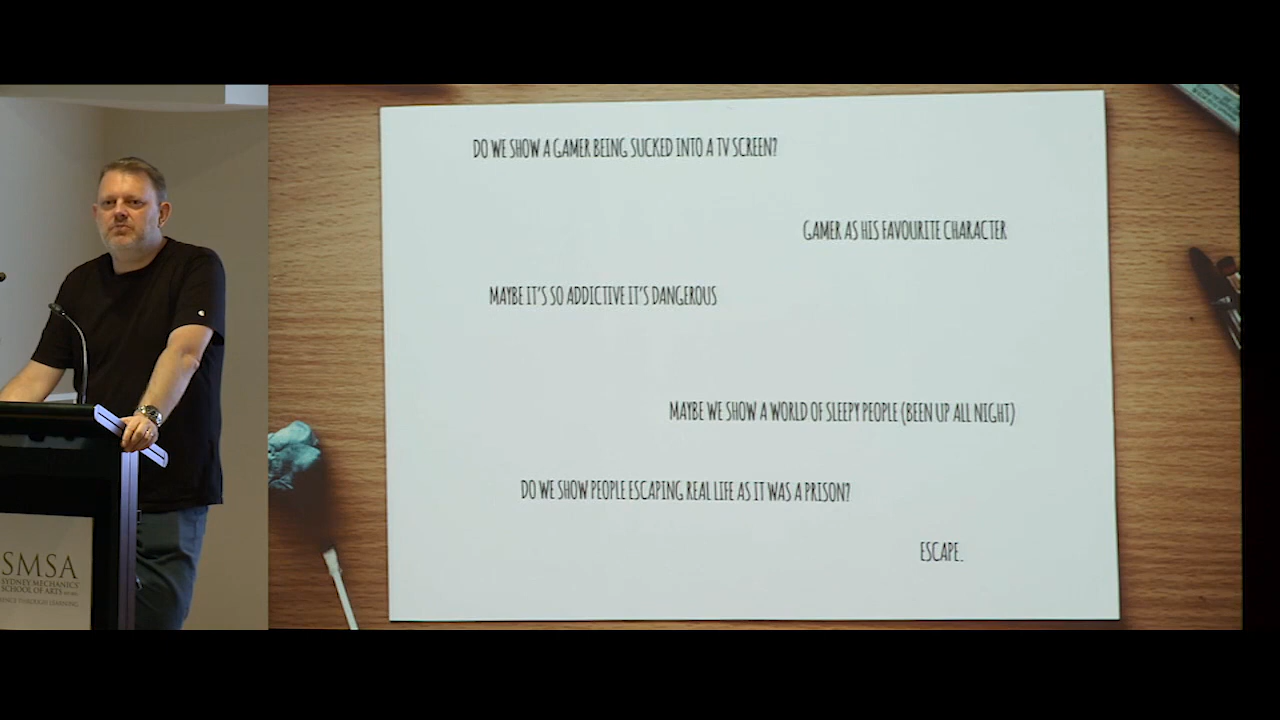 DO WE SHOW A GAMER BEING SUCKED INTO A TV SCREEN?
GAMER AS HIS FAVOURITE CHARACTER
MAYBE IT'S SO ADDICTIVE IT'S DANGEROUS
MAYBE WE SHOW A WORLD OF SLEEPY PEOPLE (BEEN UP ALL NIGHT)
DO WE SHOW PEOPLE ESCAPING REAL LIFE AS IT WAS A PRISON?
ESCAPE.
SMSA
SYDNEY MECHANICS'
SCHOOL OF ARTS
THROUGH LEARNING